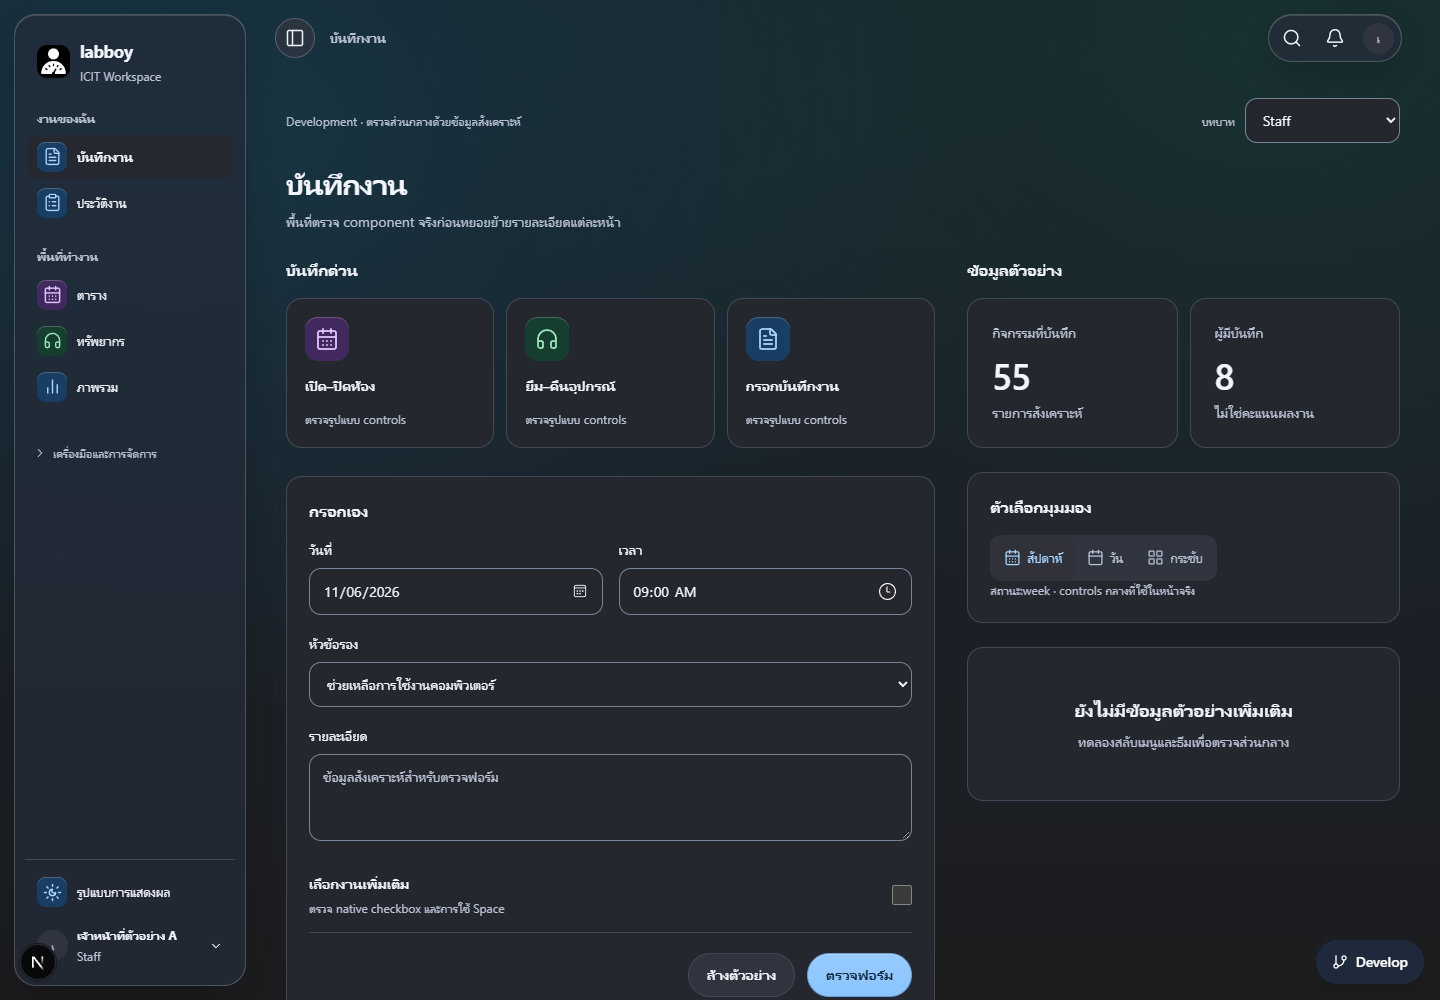 labboy
ICIT Workspace
งานของฉัน
บันทึกงาน
ประวัติงาน
พื้นที่ทำงาน
ตาราง
ทรัพยากร
ภาพรวม
เครื่องมือและการจัดการ
รูปแบบการแสดงผล
เจ้าหน้าที่ตัวอย่าง A
Staff
N
บันทึกงาน
Development · ตรวจส่วนกลางด้วยข้อมูลสังเคราะห์
บทบาท
Staff
บันทึกงาน
พื้นที่ตรวจ component จริงก่อนทยอยย้ายรายละเอียดแต่ละหน้า
บันทึกด่วน
เปิด–ปิดห้อง
ตรวจรูปแบบ controls
ยืม–คืนอุปกรณ์
ตรวจรูปแบบ controls
กรอกบันทึกงาน
ตรวจรูปแบบ controls
กรอกเอง
วันที่
11/06/2026
เวลา
09:00 AM
หัวข้อรอง
ช่วยเหลือการใช้งานคอมพิวเตอร์
รายละเอียด
ข้อมูลสังเคราะห์สำหรับตรวจฟอร์ม
เลือกงานเพิ่มเติม
ตรวจ native checkbox และการใช้ Space
ล้างตัวอย่าง
ตรวจฟอร์ม
ข้อมูลตัวอย่าง
กิจกรรมที่บันทึก
55
รายการสังเคราะห์
ผู้มีบันทึก
8
ไม่ใช่คะแนนผลงาน
ตัวเลือกมุมมอง
สัปดาห์
วัน
กระชับ
สถานะ:week · controls กลางที่ใช้ในหน้าจริง
ยังไม่มีข้อมูลตัวอย่างเพิ่มเติม
ทดลองสลับเมนูและธีมเพื่อตรวจส่วนกลาง
Develop